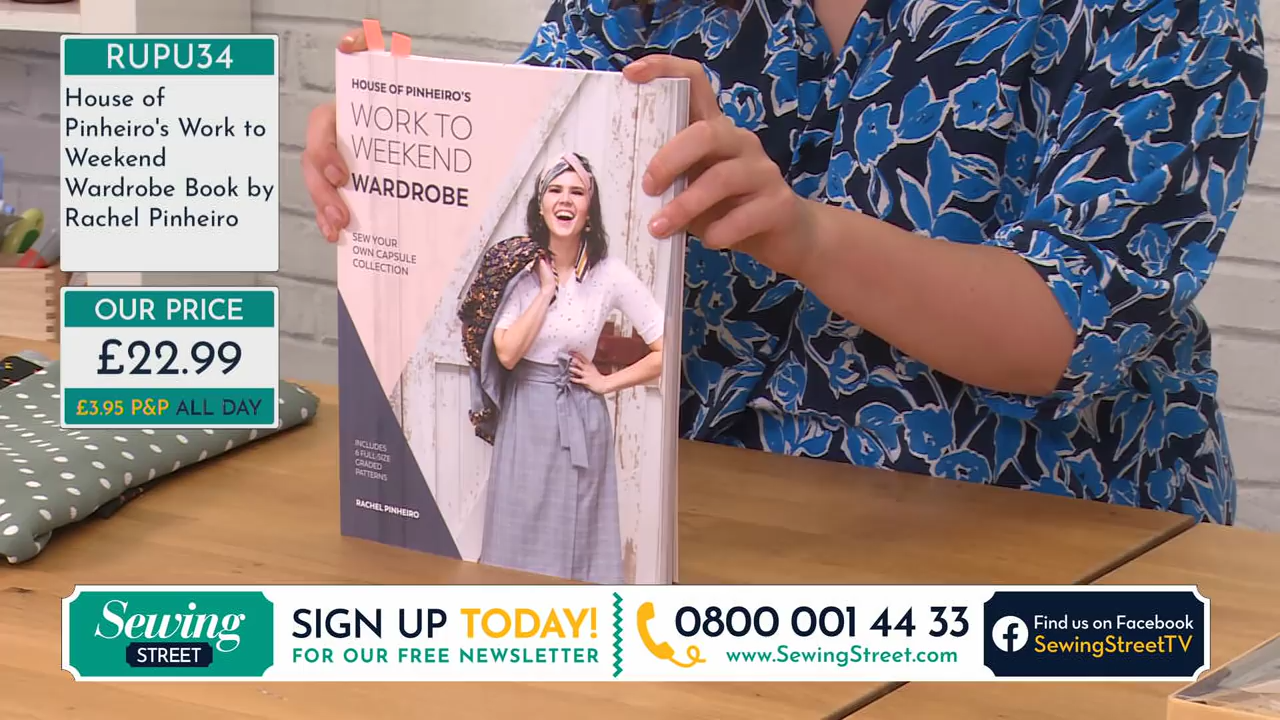 RUPU34
House of
Pinheiro's Work to
Weekend
Wardrobe Book by
Rachel Pinheiro
OUR PRICE
£22.99
£3.95 P&P ALL DAY
HOUSE OF PINHEIRO'S
WORK TO
WEEKEND
WARDROBE
SEW YOUR
OWN CAPSULE
COLLECTION
INCLUDES
6 FULL-SIZE
GRADED
PATTERNS
RACHEL PINHEIRO
Sewing
STREET
SIGN UP TODAY!
FOR OUR FREE NEWSLETTER
0800 001 44 33
www.SewingStreet.com
Find us on Facebook
SewingStreetTV